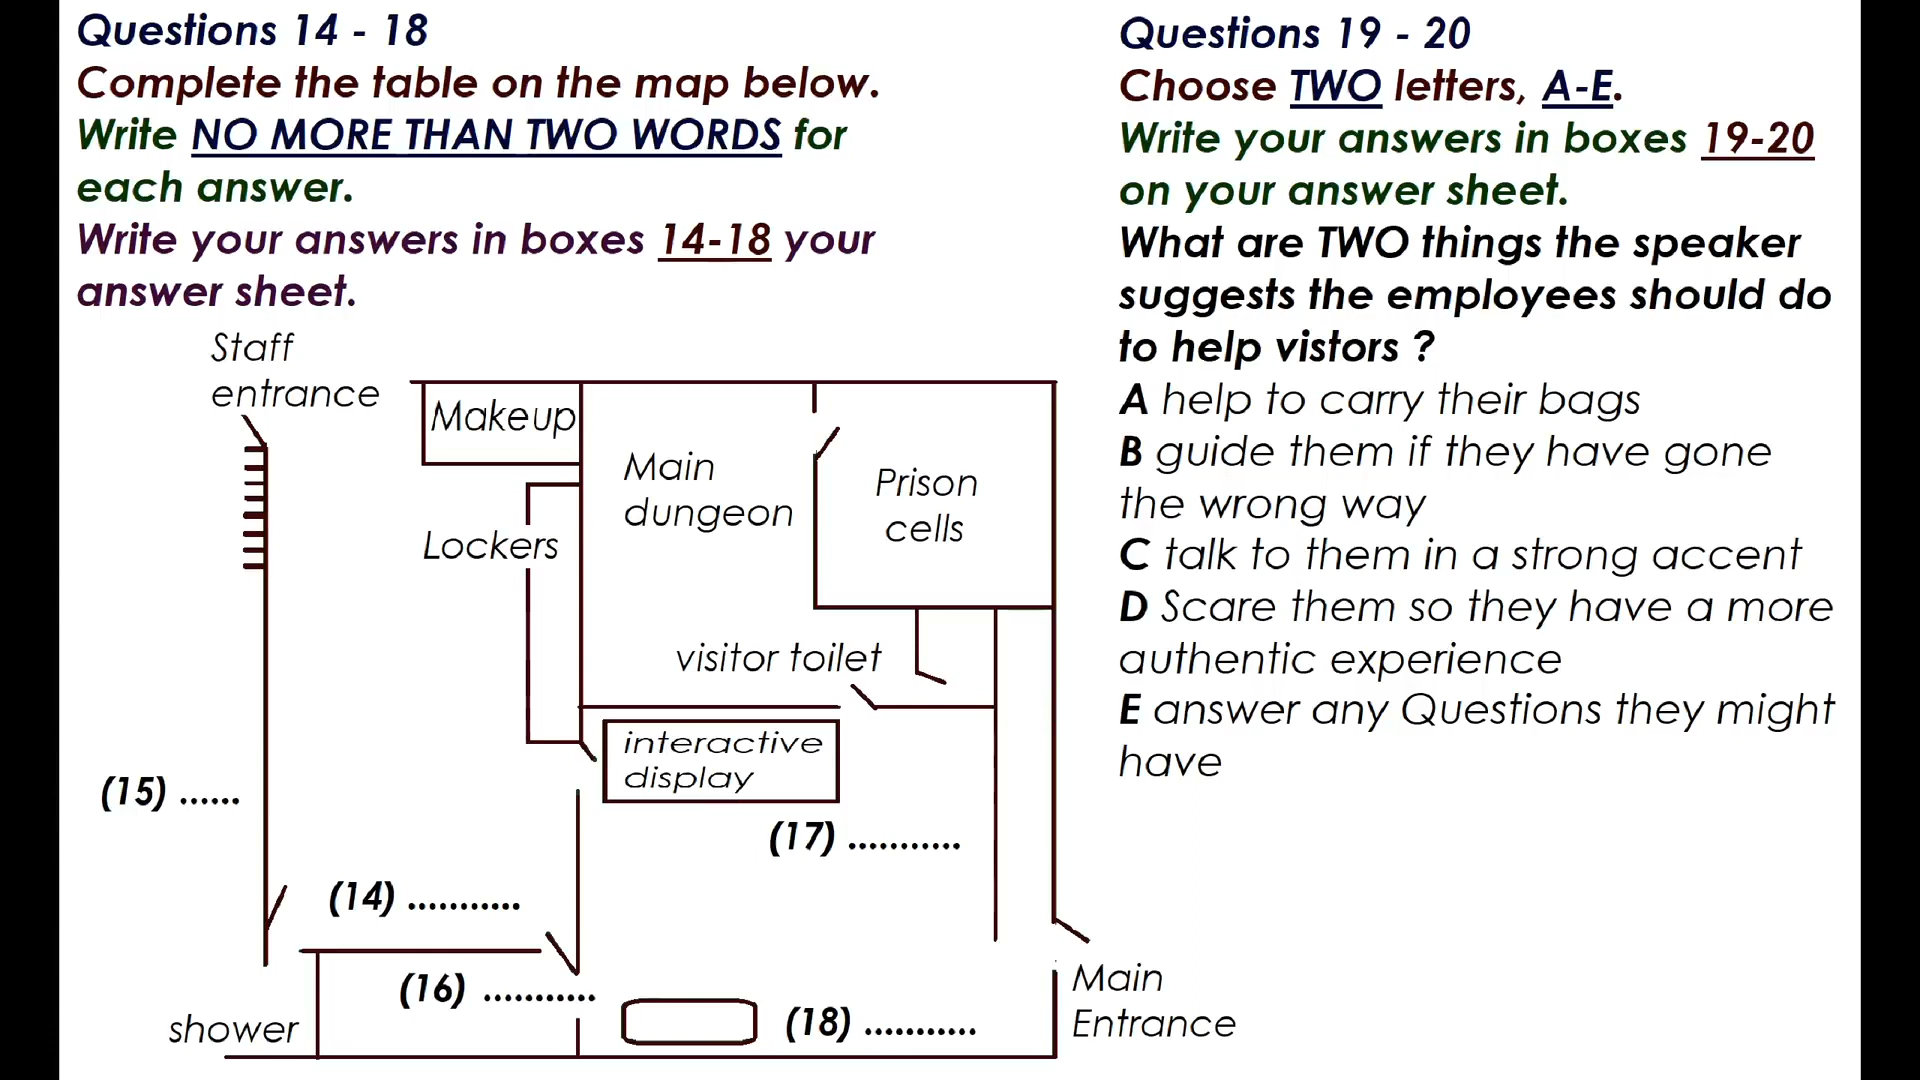 Questions 14 - 18
Complete the table on the map below.
Write NO MORE THAN TWO WORDS for
each answer.
Write your answers in boxes 14-18 your
answer sheet.
Staff
entrance
Makeup
Main
dungeon
Prison
cells
Lockers
visitor toilet
interactive
display
(15) ......
(17) ...........
(14) ...........
(16) ...........
(18) ...........
shower
Main
Entrance
Questions 19 - 20
Choose TWO letters, A-E.
Write your answers in boxes 19-20
on your answer sheet.
What are TWO things the speaker
suggests the employees should do
to help vistors ?
A help to carry their bags
B guide them if they have gone
the wrong way
C talk to them in a strong accent
D Scare them so they have a more
authentic experience
E answer any Questions they might
have